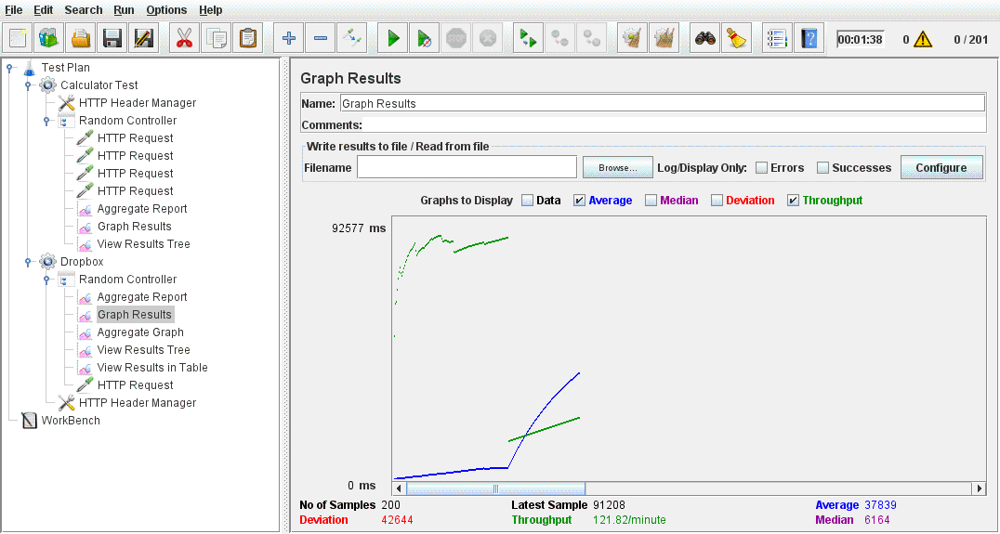 File Edit Search Run Options Help
00:01:38 0 0 / 201
Test Plan
Calculator Test
HTTP Header Manager
Random Controller
HTTP Request
HTTP Request
HTTP Request
HTTP Request
Aggregate Report
Graph Results
View Results Tree
Dropbox
Random Controller
Aggregate Report
Graph Results
Aggregate Graph
View Results Tree
View Results in Table
HTTP Request
HTTP Header Manager
WorkBench
Graph Results
Name: Graph Results
Comments:
Write results to file / Read from file
Filename Browse... Log/Display Only: Errors Successes Configure
Graphs to Display Data Average Median Deviation Throughput
92577 ms
0 ms
No of Samples 200 Latest Sample 91208 Average 37839
Deviation 42644 Throughput 121.82/minute Median 6164